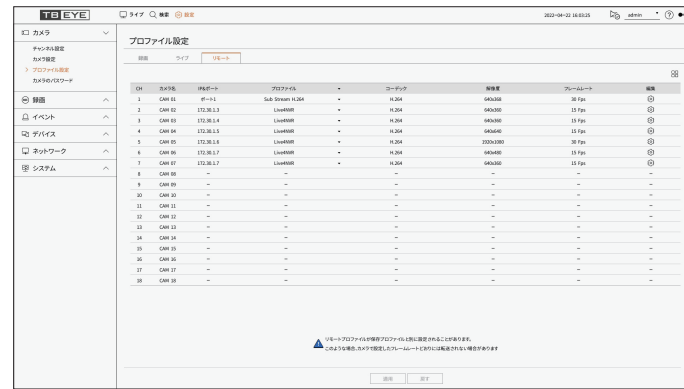 TB EYE
ライブ 検索 設定
2022-04-22 16:03:25 admin
カメラ
チャンネル設定
カメラ設定
> プロファイル設定
カメラのパスワード
録画
イベント
デバイス
ネットワーク
システム
プロファイル設定
録画 ライブ リモート
CH カメラ名 IP&ポート プロファイル コーデック 解像度 フレームレート 編集
1 CAM 01 ポート1 Sub Stream H.264 H.264 640x368 30 Fps
2 CAM 02 172.30.1.3 Live4NVR H.264 640x360 15 Fps
3 CAM 03 172.30.1.4 Live4NVR H.264 640x360 15 Fps
4 CAM 04 172.30.1.5 Live4NVR H.264 640x640 15 Fps
5 CAM 05 172.30.1.6 Live4NVR H.264 1920x1080 30 Fps
6 CAM 06 172.30.1.7 Live4NVR H.264 640x480 15 Fps
7 CAM 07 172.30.1.7 Live4NVR H.264 640x360 15 Fps
8 CAM 08 – – – – – –
9 CAM 09 – – – – – –
10 CAM 10 – – – – – –
11 CAM 11 – – – – – –
12 CAM 12 – – – – – –
13 CAM 13 – – – – – –
14 CAM 14 – – – – – –
15 CAM 15 – – – – – –
16 CAM 16 – – – – – –
17 CAM 17 – – – – – –
18 CAM 18 – – – – – –
リモートプロファイルが保存プロファイルと別に設定されることがあります。
このような場合、カメラで設定したフレームレートどおりには転送されない場合があります
適用 戻す